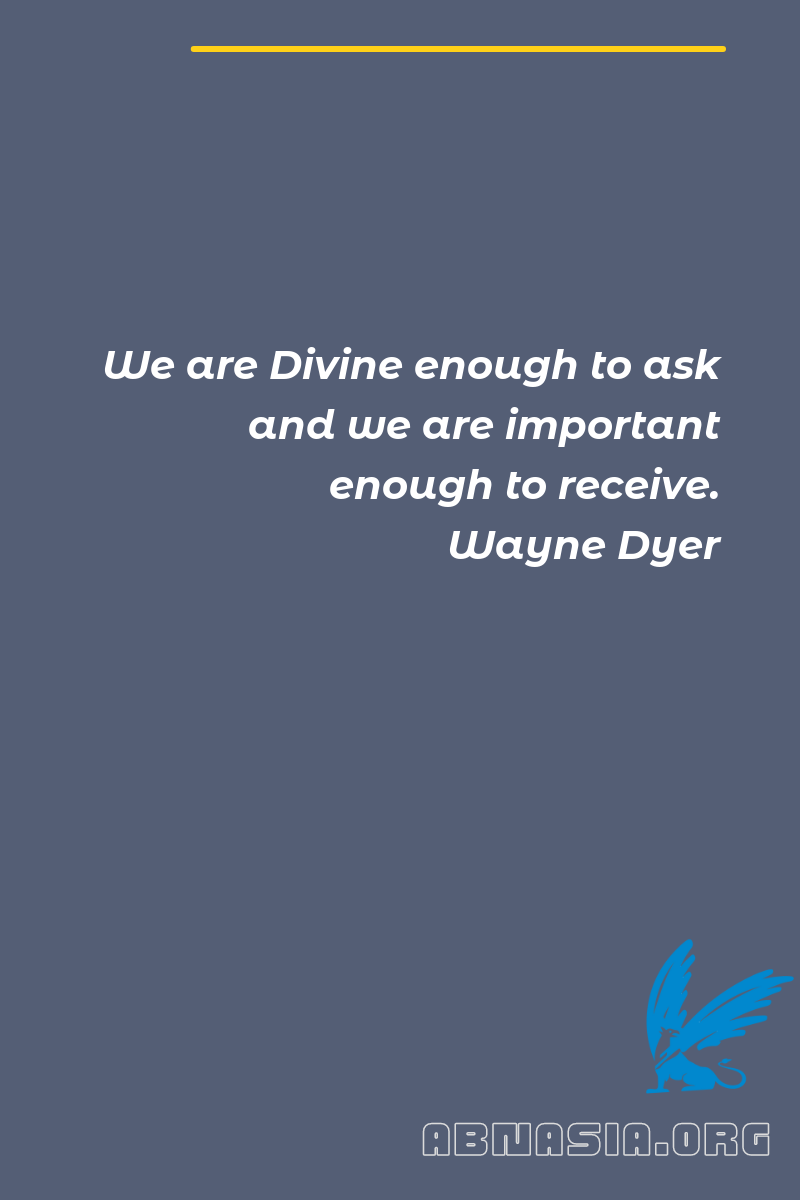 We are Divine enough to ask
and we are important
enough to receive.
Wayne Dyer
ABNASIA.ORG